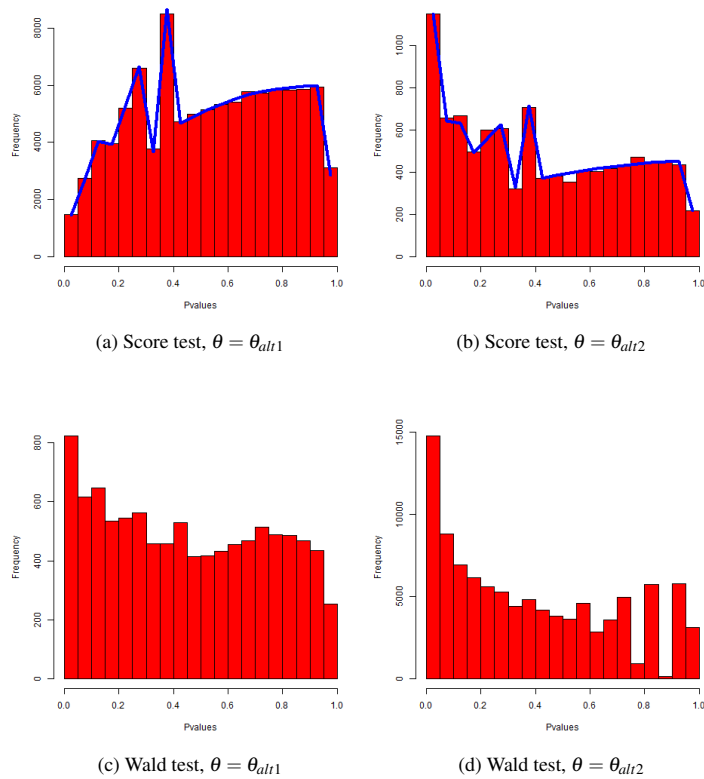 8000
6000
4000
2000
0
Frequency
0.0 0.2 0.4 0.6 0.8 1.0
Pvalues
(a) Score test, θ = θalt1
1000
800
600
400
200
0
Frequency
0.0 0.2 0.4 0.6 0.8 1.0
Pvalues
(b) Score test, θ = θalt2
800
600
400
200
0
Frequency
0.0 0.2 0.4 0.6 0.8 1.0
Pvalues
(c) Wald test, θ = θalt1
15000
10000
5000
0
Frequency
0.0 0.2 0.4 0.6 0.8 1.0
Pvalues
(d) Wald test, θ = θalt2